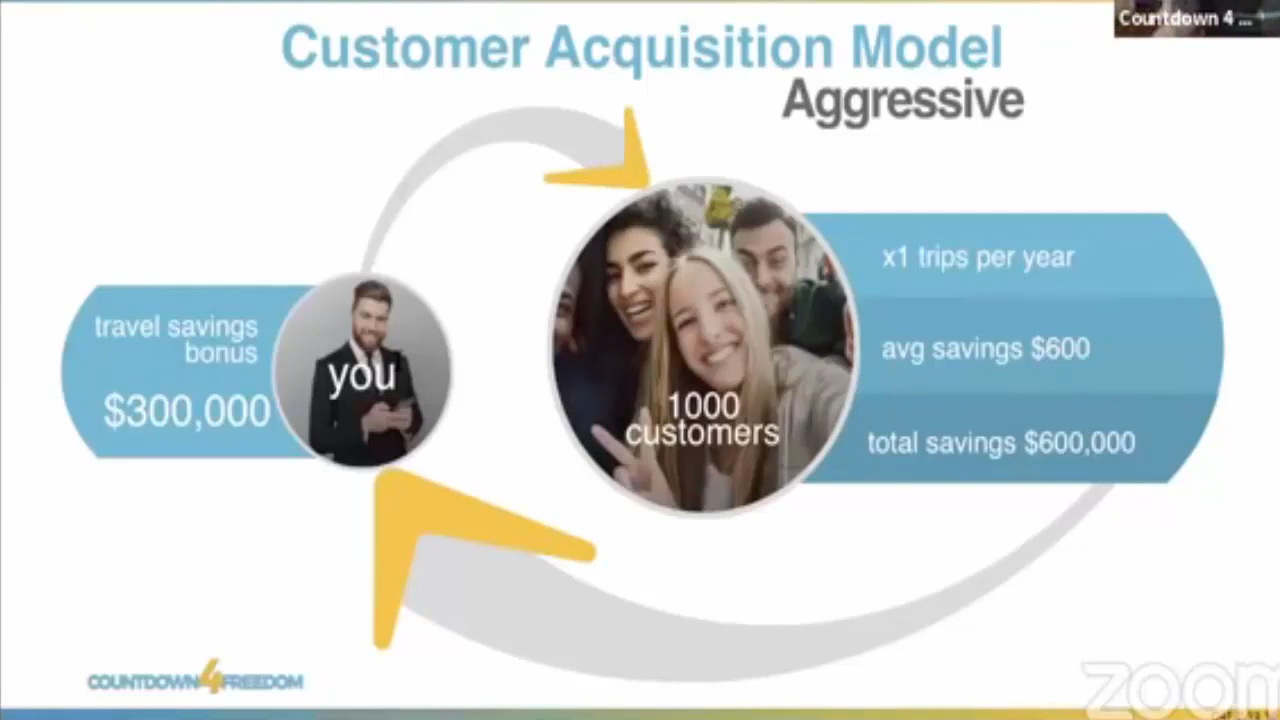 Countdown 4 ...
Customer Acquisition Model
Aggressive
travel savings
bonus
$300,000
you
1000
customers
x1 trips per year
avg savings $600
total savings $600,000
COUNTDOWN4FREEDOM
zoom